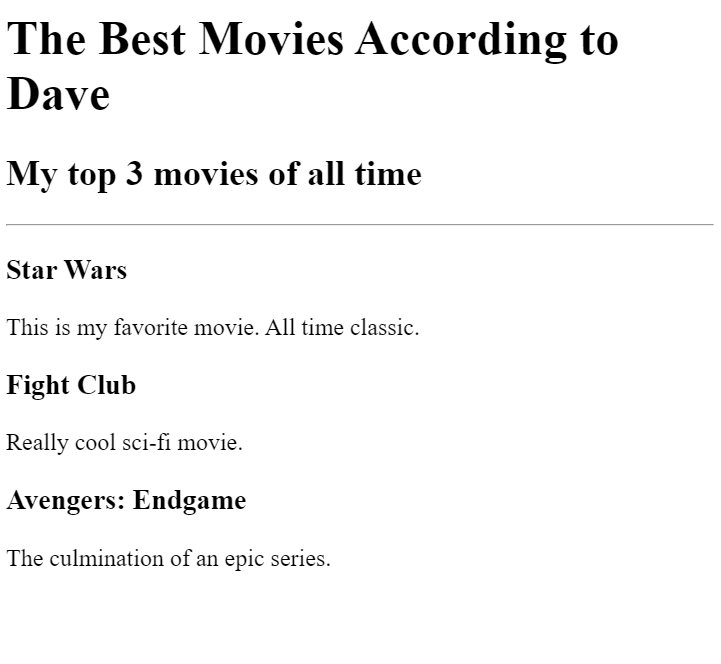 The Best Movies According to
Dave
My top 3 movies of all time
Star Wars
This is my favorite movie. All time classic.
Fight Club
Really cool sci-fi movie.
Avengers: Endgame
The culmination of an epic series.